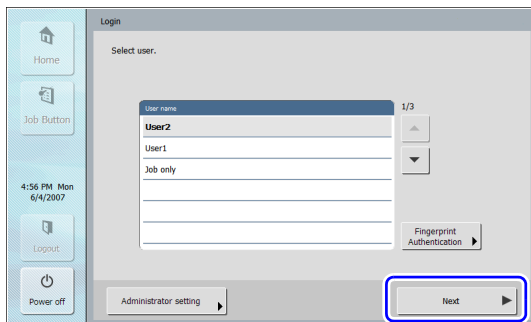 Login
Home
Job Button
4:56 PM Mon
6/4/2007
Logout
Power off
Select user.
User name
User2
User1
Job only
1/3
Fingerprint
Authentication
Administrator setting
Next